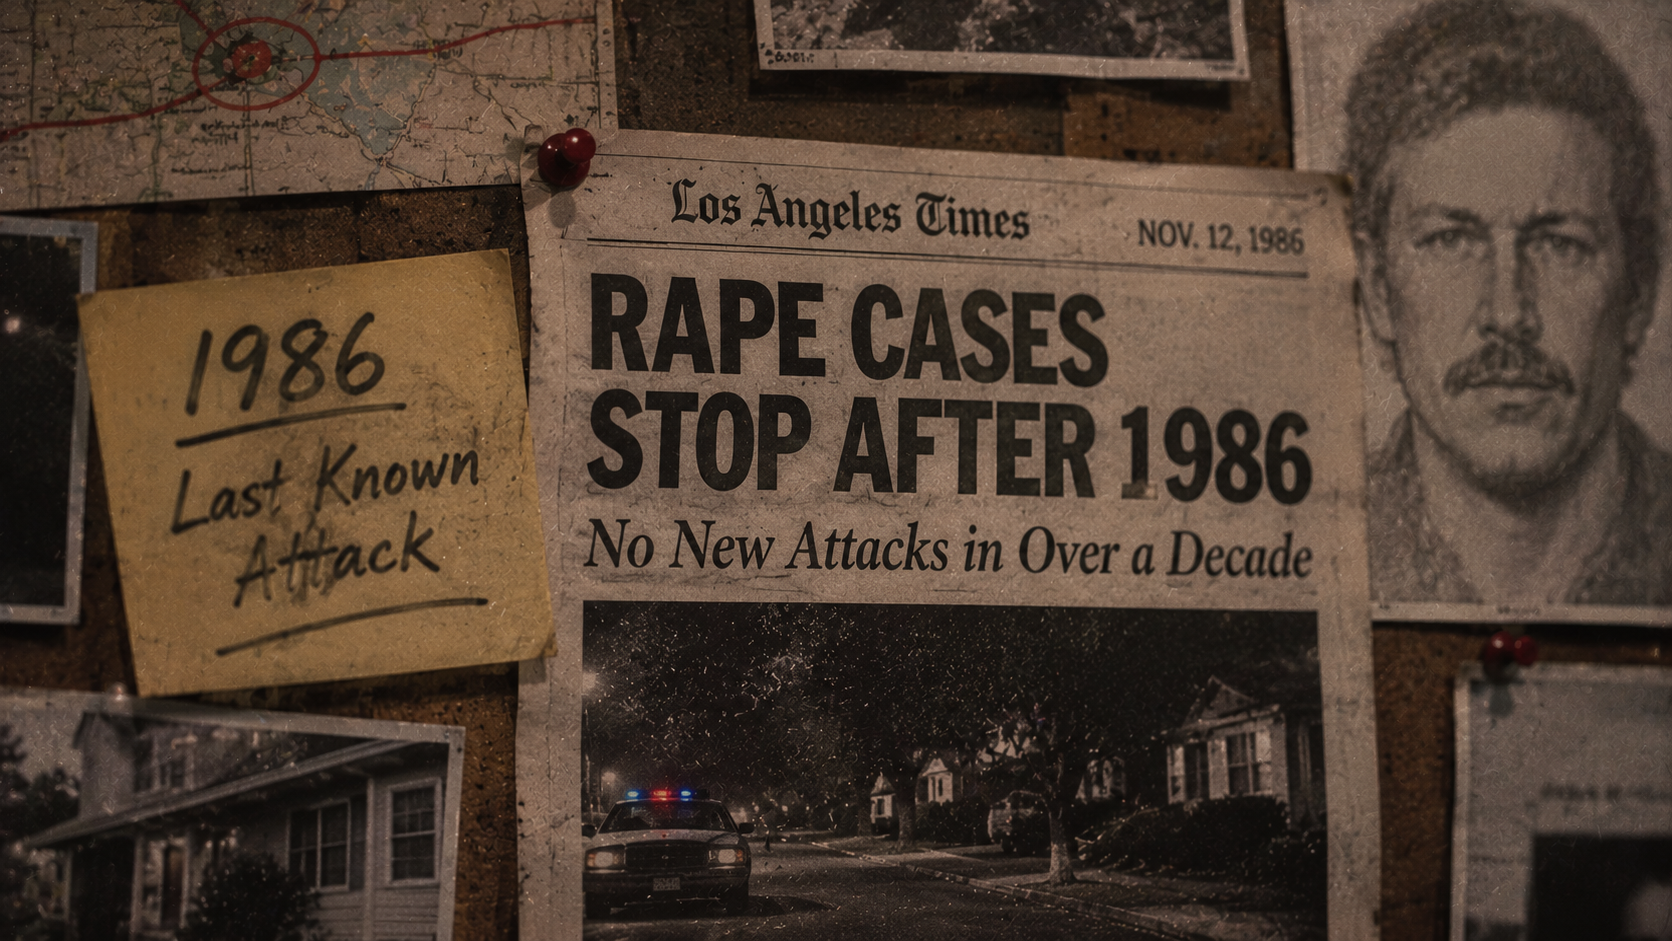 1986
Last Known
Attack
Los Angeles Times
NOV. 12, 1986
RAPE CASES
STOP AFTER 1986
No New Attacks in Over a Decade